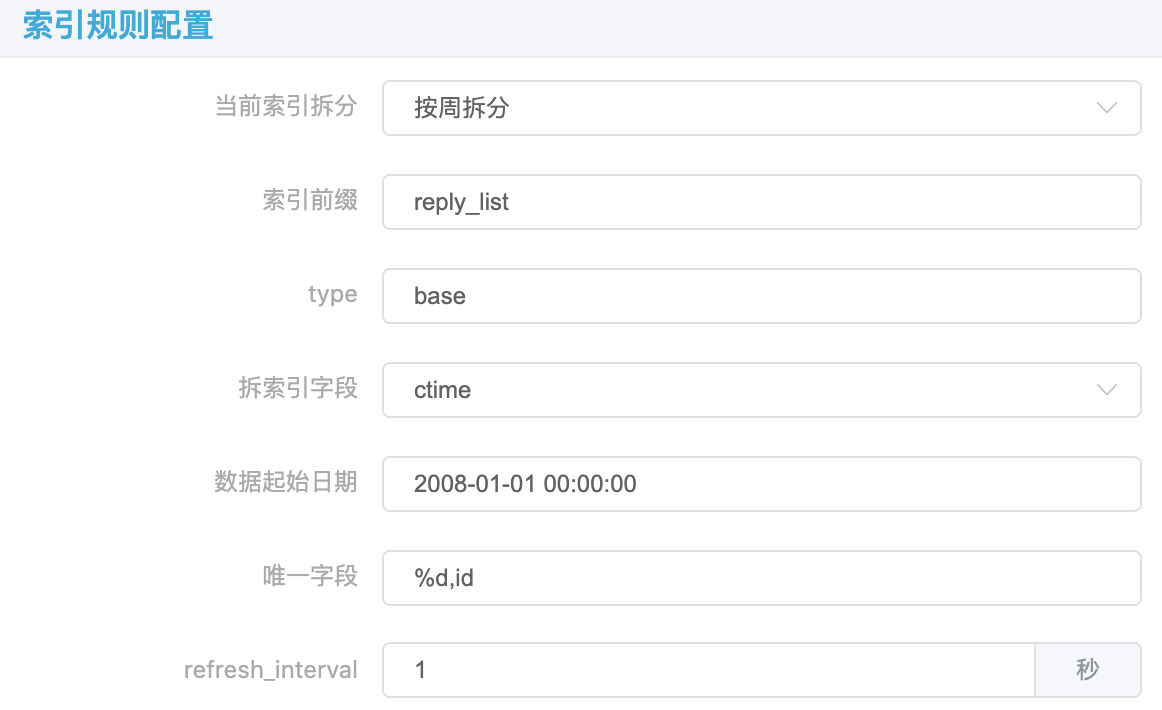 索引规则配置
当前索引拆分 按周拆分
索引前缀 reply_list
type base
拆索引字段 ctime
数据起始日期 2008-01-01 00:00:00
唯一字段 %d,id
refresh_interval 1 秒